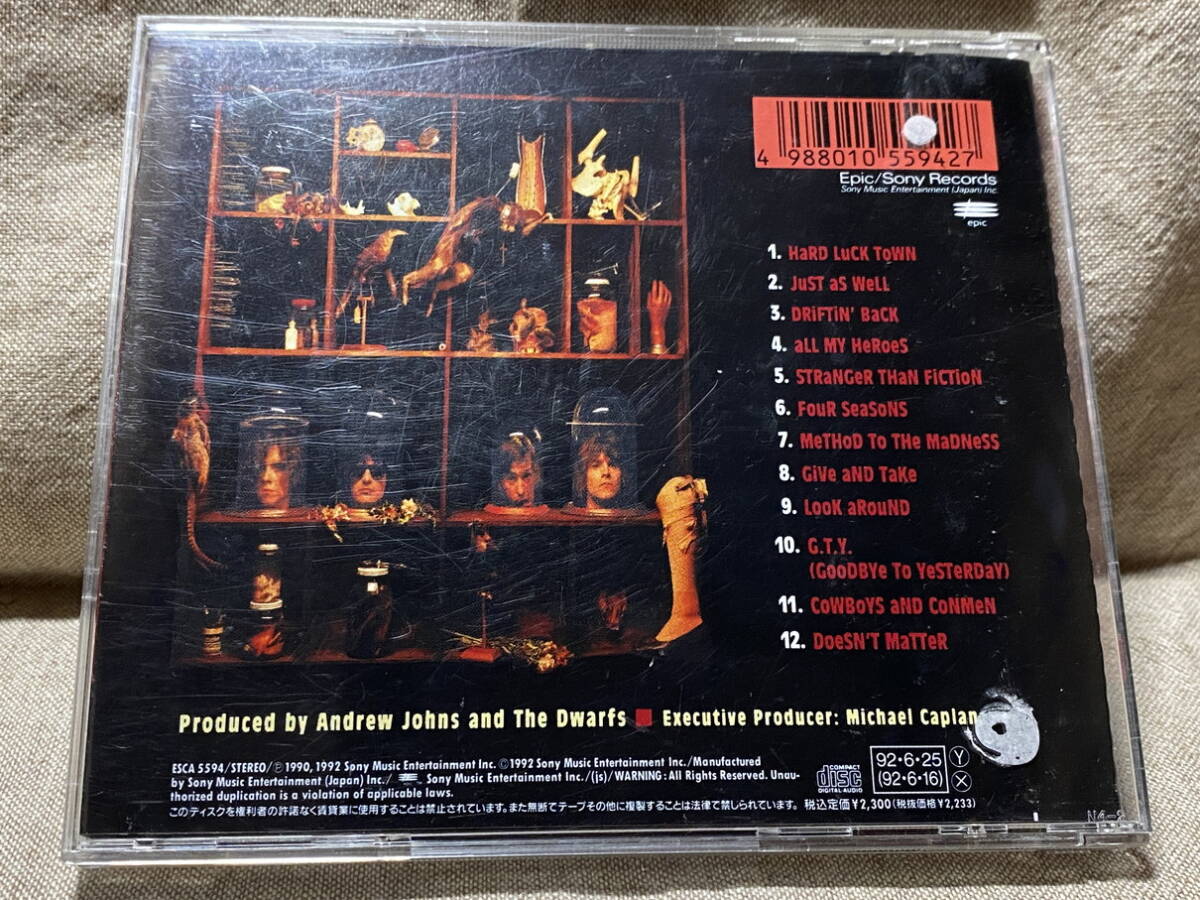 4 988010 559427
Epic/Sony Records
Sony Music Entertainment (Japan) Inc.
epic
1. HaRD LuCK ToWN
2. JuST aS WeLL
3. DRiFTiN' BaCK
4. aLL MY HeRoeS
5. STRaNGeR THaN FiCTioN
6. FouR SeaSoNS
7. MeTHoD To THe MaDNeSS
8. GiVe aND TaKe
9. LooK aRouND
10. G.T.Y.
(GooDBYe To YeSTeRDaY)
11. CoWBoYS aND CoNMeN
12. DoeSN'T MaTTeR
Produced by Andrew Johns and The Dwarfs ■ Executive Producer: Michael Caplan
ESCA 5594/STEREO/Ⓟ1990, 1992 Sony Music Entertainment Inc. ©1992 Sony Music Entertainment Inc./Manufactured
by Sony Music Entertainment (Japan) Inc./ Sony Music Entertainment Inc./(js)/WARNING: All Rights Reserved. Unau-
thorized duplication is a violation of applicable laws.
このディスクを権利者の許諾なく賃貸業に使用することは禁止されています。また無断でテープその他に複製することは法律で禁じられています。
COMPACT
disc
DIGITAL AUDIO
92・6・25 Ⓨ
(92・6・16) Ⓧ
税込定価¥2,300(税抜価格¥2,233)